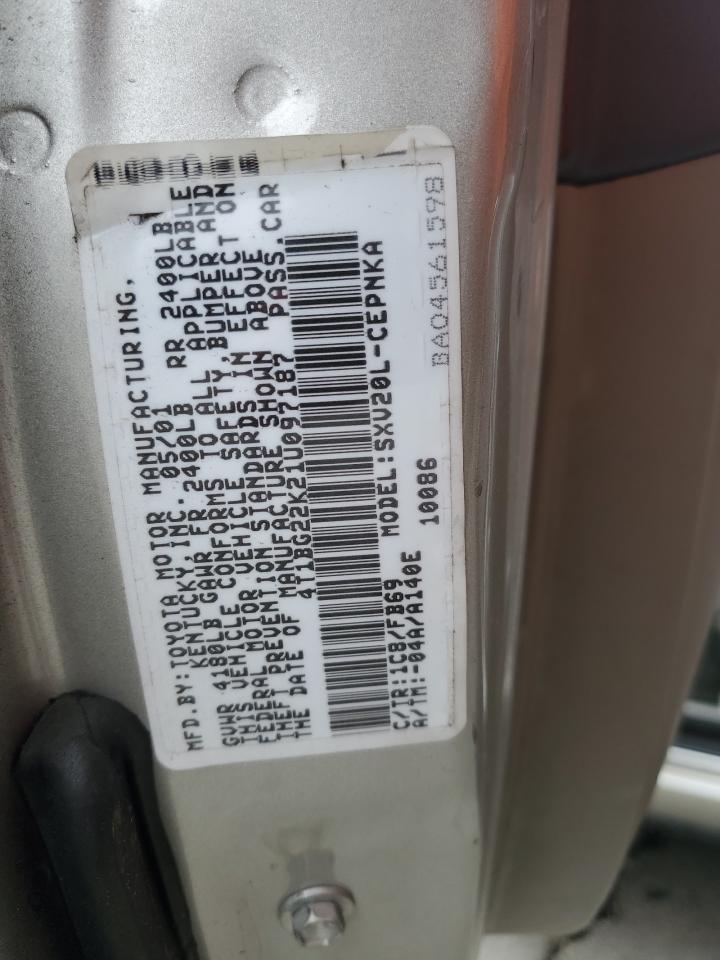 MFD.BY:TOYOTA MOTOR MANUFACTURING,
KENTUCKY,INC. 05/01
GVWR 4180LB GAWR FR 2400LB RR 2400LB
THIS VEHICLE CONFORMS TO ALL APPLICABLE
FEDERAL MOTOR VEHICLE SAFETY,BUMPER AND
THEFT PREVENTION STANDARDS IN EFFECT ON
THE DATE OF MANUFACTURE SHOWN ABOVE
4T1BG22K21U097187 PASS.CAR
MODEL:SXV20L-CEPNKA
C/TR:1C8/FB69
A/TM:-04A/A140E 10086
BA04561598